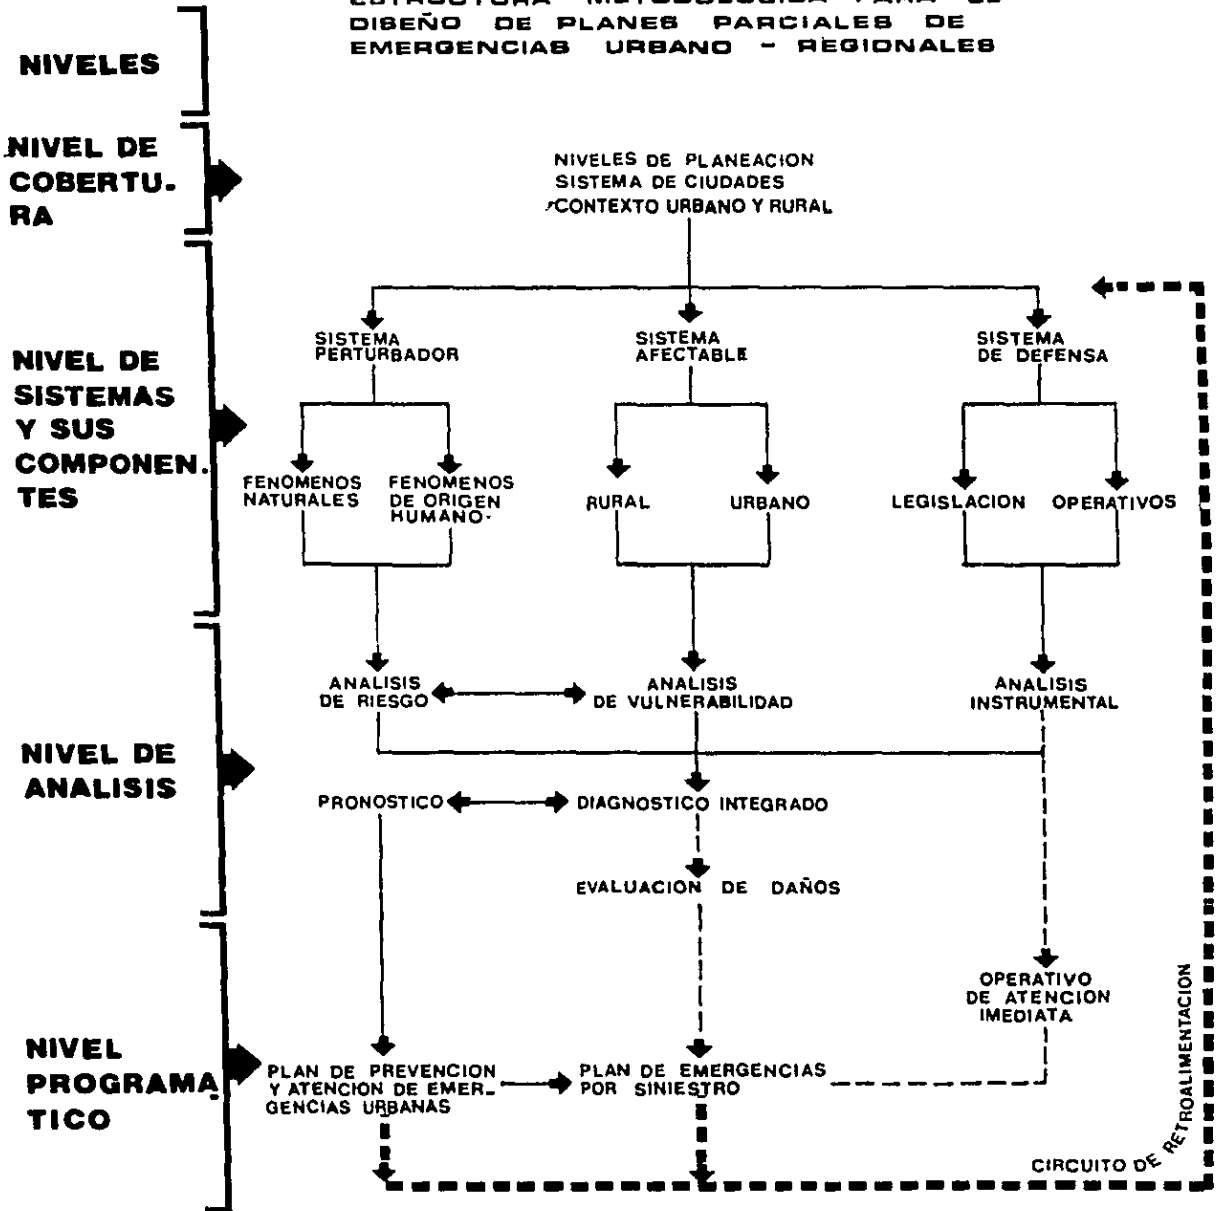 ESTRUCTURA METODOLOGICA PARA EL
DISEÑO DE PLANES PARCIALES DE
EMERGENCIAS URBANO - REGIONALES
NIVELES
NIVEL DE
COBERTU-
RA
NIVELES DE PLANEACION
SISTEMA DE CIUDADES
CONTEXTO URBANO Y RURAL
NIVEL DE
SISTEMAS
Y SUS
COMPONEN.
TES
SISTEMA
PERTURBADOR
SISTEMA
AFECTABLE
SISTEMA
DE DEFENSA
FENOMENOS
NATURALES
FENOMENOS
DE ORIGEN
HUMANO-
RURAL
URBANO
LEGISLACION
OPERATIVOS
NIVEL DE
ANALISIS
ANALISIS
DE RIESGO
ANALISIS
DE VULNERABILIDAD
ANALISIS
INSTRUMENTAL
PRONOSTICO
DIAGNOSTICO INTEGRADO
EVALUACION DE DAÑOS
NIVEL
PROGRAMA
TICO
OPERATIVO
DE ATENCION
IMEDIATA
PLAN DE PREVENCION
Y ATENCION DE EMER-
GENCIAS URBANAS
PLAN DE EMERGENCIAS
POR SINIESTRO
CIRCUITO DE RETROALIMENTACION